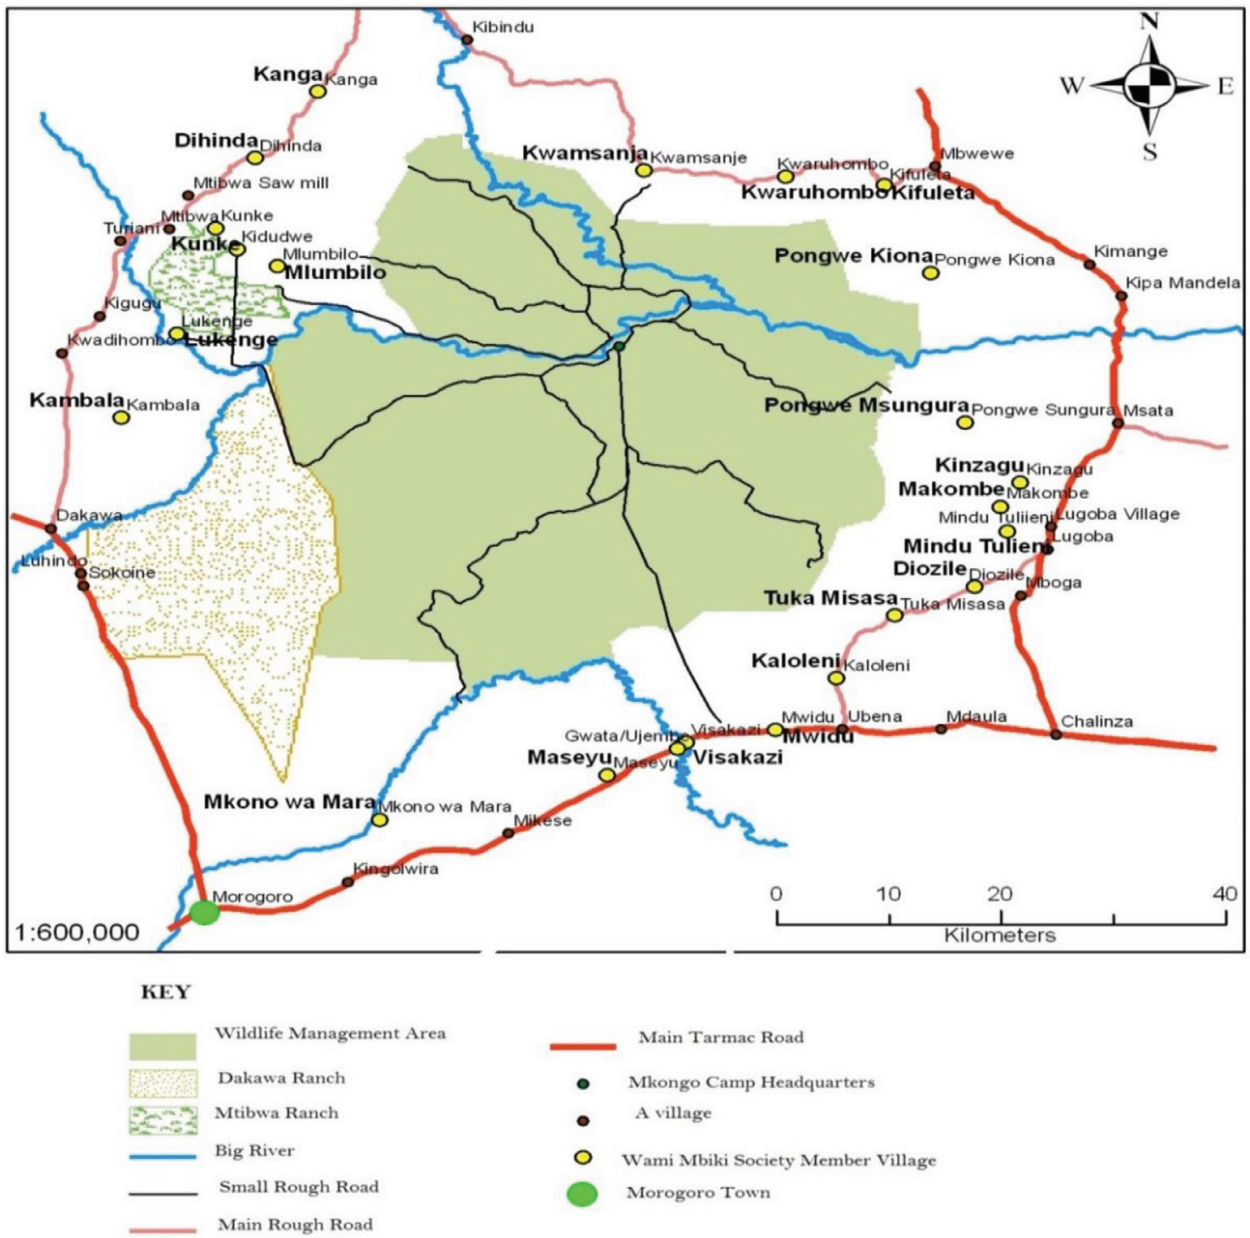 N
Kibindu
Kanga Kanga
W E
S
Dihinda Dihinda
Kwamsanja Kwamsanje
Mbwewe
Kwaruhombo
Kifuleta
Kwaruhombo Kifuleta
Mtibwa Saw mill
Mtibwa Kunke
Turiani
Kunke Kidudwe
Mlumbilo
Mlumbilo
Pongwe Kiona Pongwe Kiona
Kimange
Kipa Mandela
Kigugu
Lukenge
Kwadihombo Lukenge
Kambala Kambala
Pongwe Msungura Pongwe Sungura Msata
Kinzagu Kinzagu
Makombe Makombe
Mindu Tuliieni Lugoba Village
Dakawa
Mindu Tulieni Lugoba
Luhindo
Sokoine
Diozile Diozile
Mboga
Tuka Misasa Tuka Misasa
Kaloleni Kaloleni
Mwidu Ubena Mdaula Chalinza
Gwata/Ujembe Visakazi
Mwidu
Maseyu Maseyu Visakazi
Mkono wa Mara Mkono wa Mara
Mikese
Kingolwira
Morogoro
0 10 20 40
Kilometers
1:600,000
KEY
Wildlife Management Area
Dakawa Ranch
Mtibwa Ranch
Big River
Small Rough Road
Main Rough Road
Main Tarmac Road
Mkongo Camp Headquarters
A village
Wami Mbiki Society Member Village
Morogoro Town